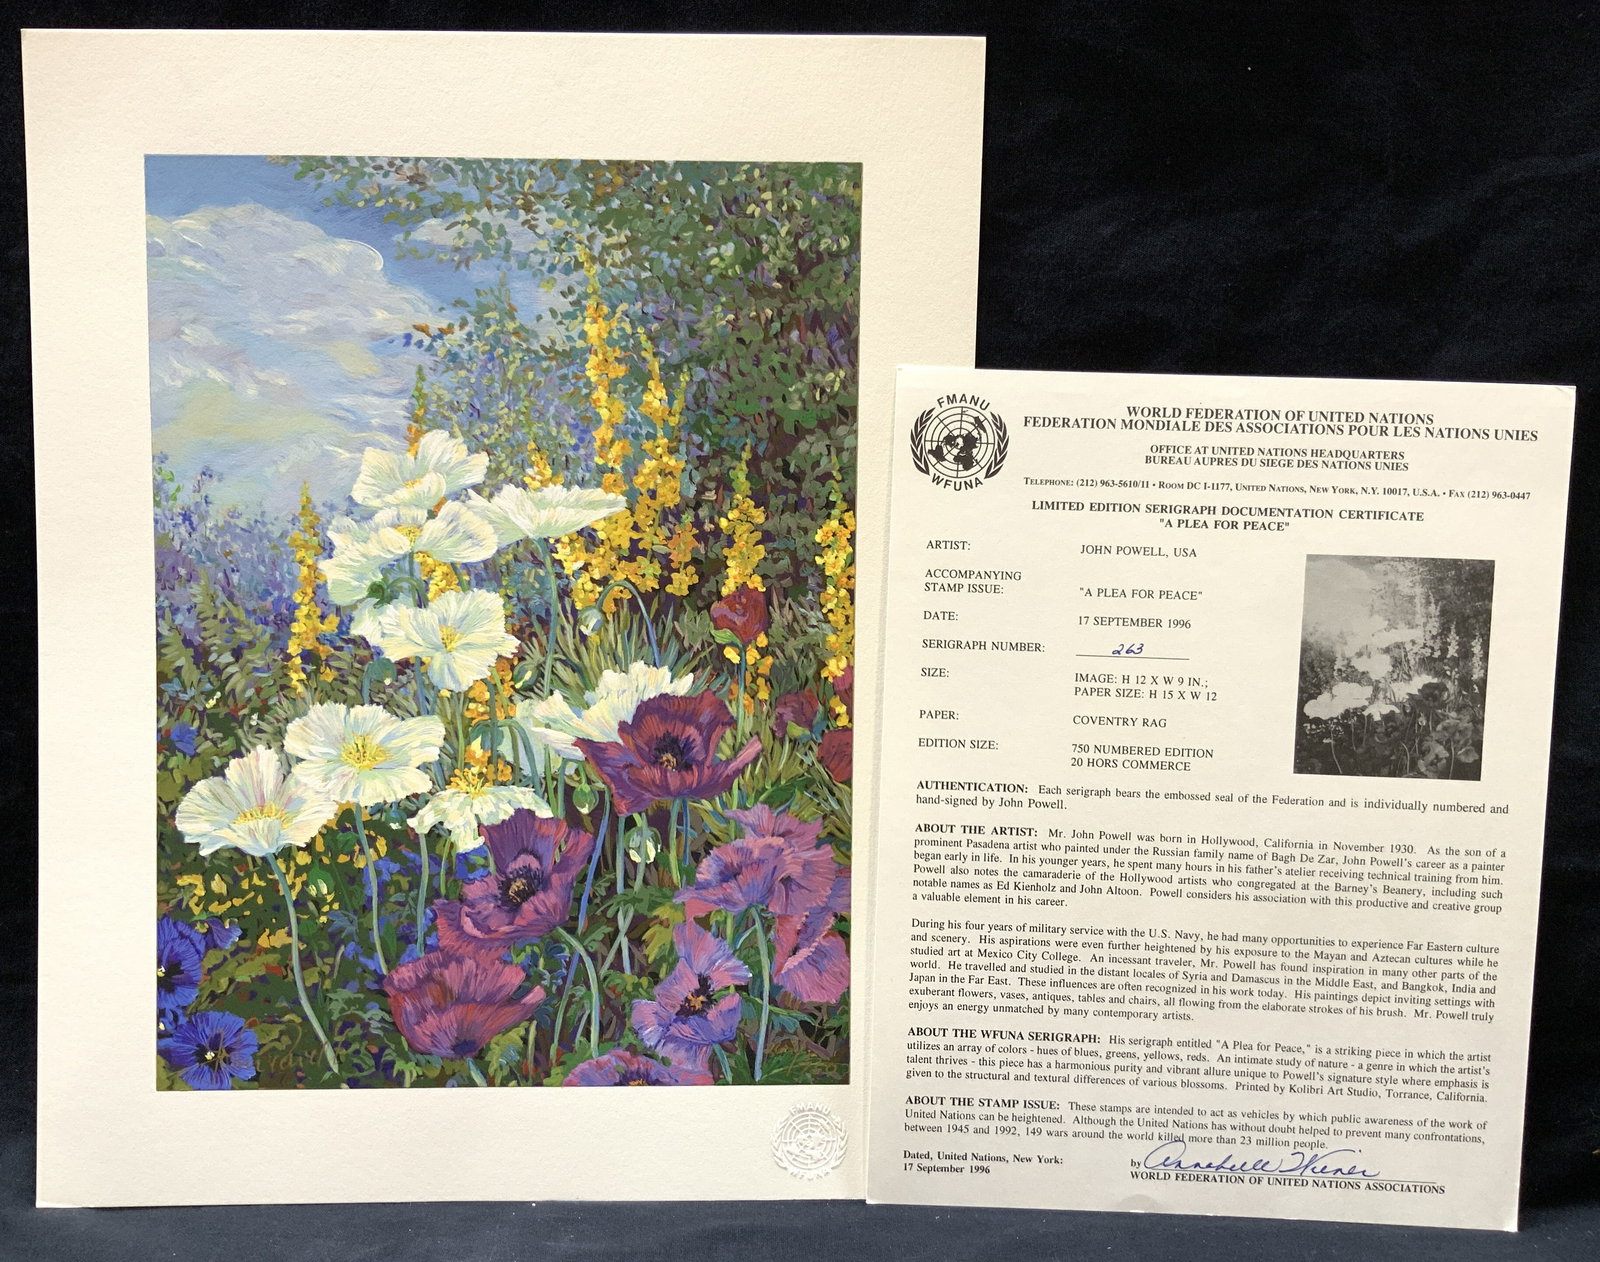 FMANU
WFUNA
WORLD FEDERATION OF UNITED NATIONS
FEDERATION MONDIALE DES ASSOCIATIONS POUR LES NATIONS UNIES
OFFICE AT UNITED NATIONS HEADQUARTERS
BUREAU AUPRES DU SIEGE DES NATIONS UNIES
TELEPHONE: (212) 963-5610/11 • ROOM DC 1-1177, UNITED NATIONS, NEW YORK, N.Y. 10017, U.S.A. • FAX (212) 963-0447
LIMITED EDITION SERIGRAPH DOCUMENTATION CERTIFICATE
"A PLEA FOR PEACE"
ARTIST: JOHN POWELL, USA
ACCOMPANYING
STAMP ISSUE: "A PLEA FOR PEACE"
DATE: 17 SEPTEMBER 1996
SERIGRAPH NUMBER: 263
SIZE: IMAGE: H 12 X W 9 IN.;
PAPER SIZE: H 15 X W 12
PAPER: COVENTRY RAG
EDITION SIZE: 750 NUMBERED EDITION
20 HORS COMMERCE
AUTHENTICATION: Each serigraph bears the embossed seal of the Federation and is individually numbered and
hand-signed by John Powell.
ABOUT THE ARTIST: Mr. John Powell was born in Hollywood, California in November 1930. As the son of a
prominent Pasadena artist who painted under the Russian family name of Bagh De Zar, John Powell's career as a painter
began early in life. In his younger years, he spent many hours in his father's atelier receiving technical training from him.
Powell also notes the camaraderie of the Hollywood artists who congregated at the Barney's Beanery, including such
notable names as Ed Kienholz and John Altoon. Powell considers his association with this productive and creative group
a valuable element in his career.
During his four years of military service with the U.S. Navy, he had many opportunities to experience Far Eastern culture
and scenery. His aspirations were even further heightened by his exposure to the Mayan and Aztecan cultures while he
studied art at Mexico City College. An incessant traveler, Mr. Powell has found inspiration in many other parts of the
world. He travelled and studied in the distant locales of Syria and Damascus in the Middle East, and Bangkok, India and
Japan in the Far East. These influences are often recognized in his work today. His paintings depict inviting settings with
exuberant flowers, vases, antiques, tables and chairs, all flowing from the elaborate strokes of his brush. Mr. Powell truly
enjoys an energy unmatched by many contemporary artists.
ABOUT THE WFUNA SERIGRAPH: His serigraph entitled "A Plea for Peace," is a striking piece in which the artist
utilizes an array of colors - hues of blues, greens, yellows, reds. An intimate study of nature - a genre in which the artist's
talent thrives - this piece has a harmonious purity and vibrant allure unique to Powell's signature style where emphasis is
given to the structural and textural differences of various blossoms. Printed by Kolibri Art Studio, Torrance, California.
ABOUT THE STAMP ISSUE: These stamps are intended to act as vehicles by which public awareness of the work of
United Nations can be heightened. Although the United Nations has without doubt helped to prevent many confrontations,
between 1945 and 1992, 149 wars around the world killed more than 23 million people.
Dated, United Nations, New York:
17 September 1996
by Annabelle Wiener
WORLD FEDERATION OF UNITED NATIONS ASSOCIATIONS
FMANU
WFUNA